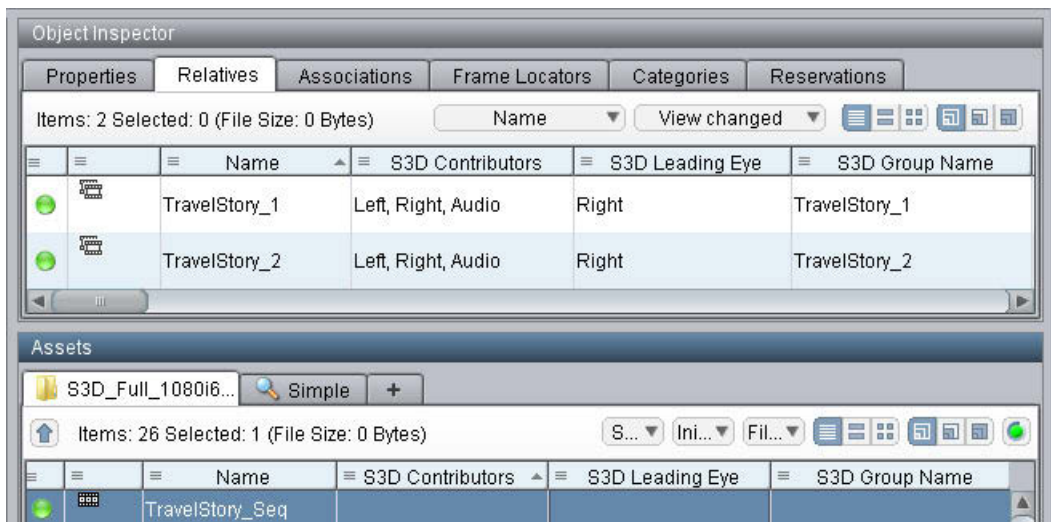 Object Inspector
Properties Relatives Associations Frame Locators Categories Reservations
Items: 2 Selected: 0 (File Size: 0 Bytes) Name View changed
Name S3D Contributors S3D Leading Eye S3D Group Name
TravelStory_1 Left, Right, Audio Right TravelStory_1
TravelStory_2 Left, Right, Audio Right TravelStory_2
Assets
S3D_Full_1080i6... Simple +
Items: 26 Selected: 1 (File Size: 0 Bytes) S... Ini... Fil...
Name S3D Contributors S3D Leading Eye S3D Group Name
TravelStory_Seq